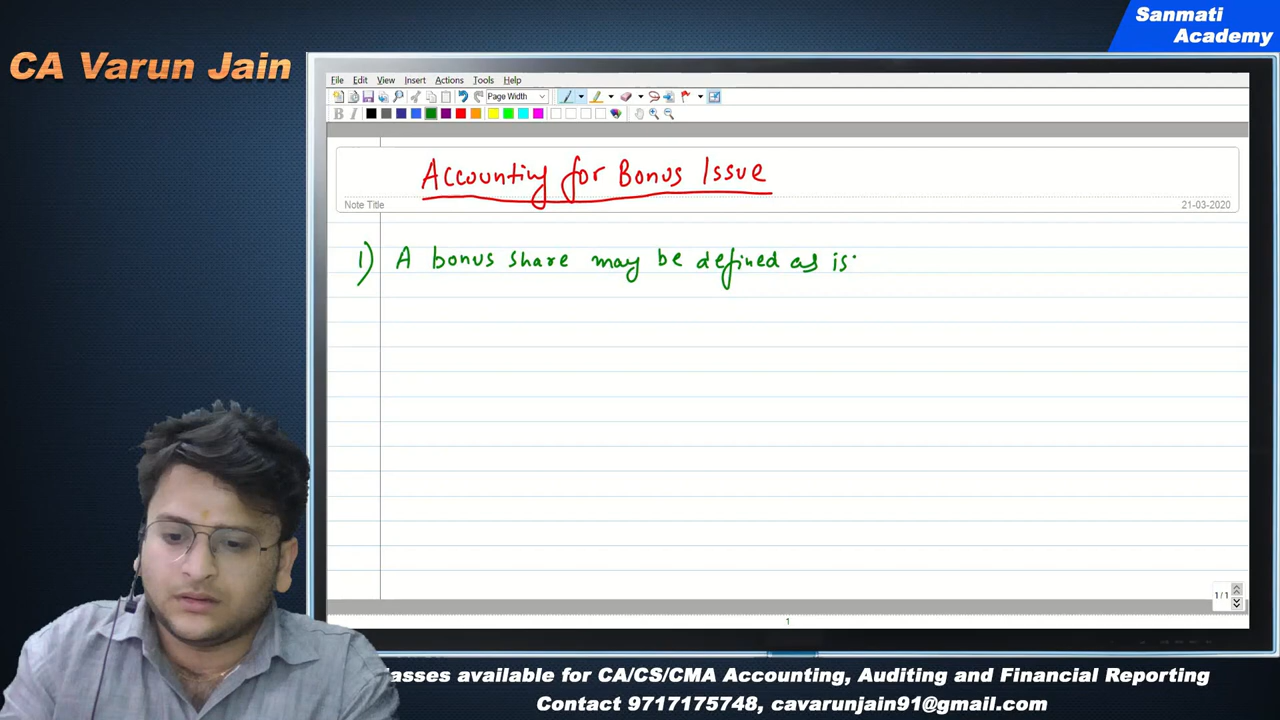 Sanmati
Academy
CA Varun Jain
File Edit View Insert Actions Tools Help
Page Width
B I
Accounting for Bonus Issue
Note Title
21-03-2020
1) A bonus share may be defined as is
1/1
1
lasses available for CA/CS/CMA Accounting, Auditing and Financial Reporting
Contact 9717175748, cavarunjain91@gmail.com